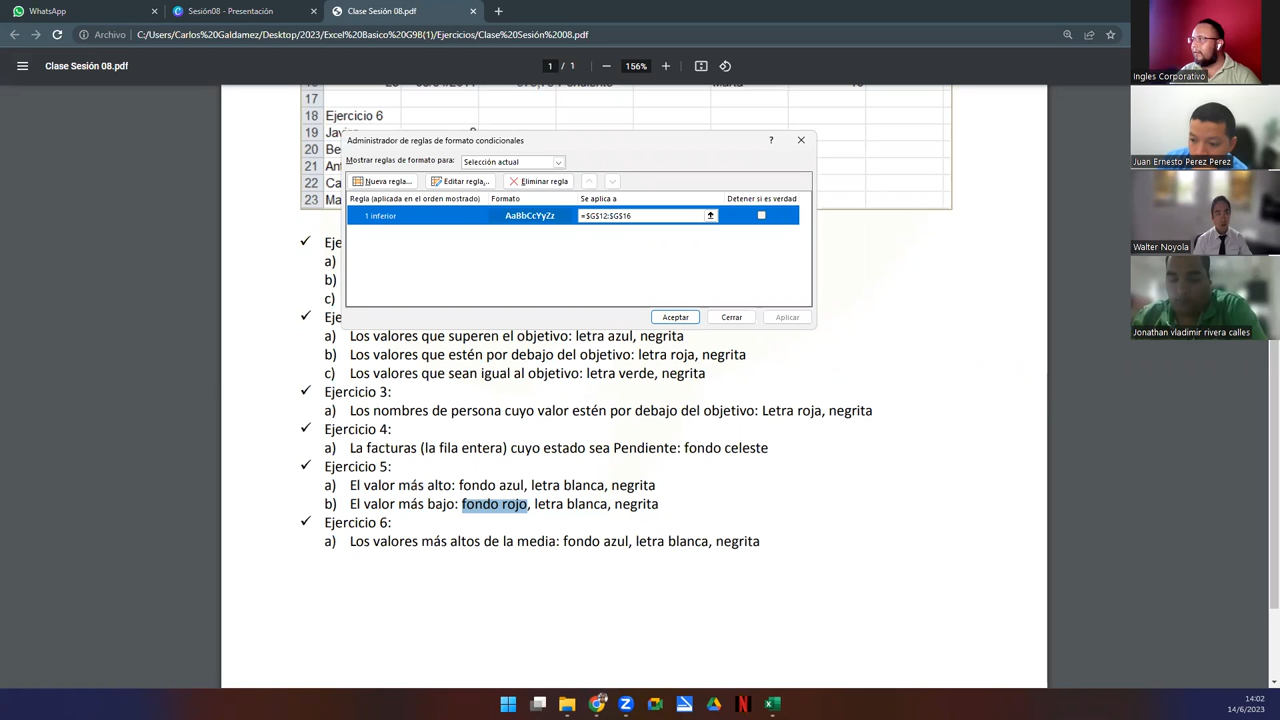 WhatsApp
Sesión08 - Presentación
Clase Sesión 08.pdf
Archivo
C:/Users/Carlos%20Galdamez/Desktop/2023/Excel%20Basico%20G9B(1)/Ejercicios/Clase%20Sesión%2008.pdf
Clase Sesión 08.pdf
1 / 1
156%
17
18 Ejercicio 6
19
20
21
22
23
Administrador de reglas de formato condicionales
Mostrar reglas de formato para: Selección actual
Nueva regla... Editar regla... Eliminar regla
Regla (aplicada en el orden mostrado) Formato Se aplica a Detener si es verdad
1 inferior AaBbCcYyZz =$G$12:$G$16
Aceptar Cerrar Aplicar
a)
b)
c)
a) Los valores que superen el objetivo: letra azul, negrita
b) Los valores que estén por debajo del objetivo: letra roja, negrita
c) Los valores que sean igual al objetivo: letra verde, negrita
✓ Ejercicio 3:
a) Los nombres de persona cuyo valor estén por debajo del objetivo: Letra roja, negrita
✓ Ejercicio 4:
a) La facturas (la fila entera) cuyo estado sea Pendiente: fondo celeste
✓ Ejercicio 5:
a) El valor más alto: fondo azul, letra blanca, negrita
b) El valor más bajo: fondo rojo, letra blanca, negrita
✓ Ejercicio 6:
a) Los valores más altos de la media: fondo azul, letra blanca, negrita
Ingles Corporativo
Juan Ernesto Perez Perez
Walter Noyola
Jonathan vladimir rivera calles
14:02
14/6/2023